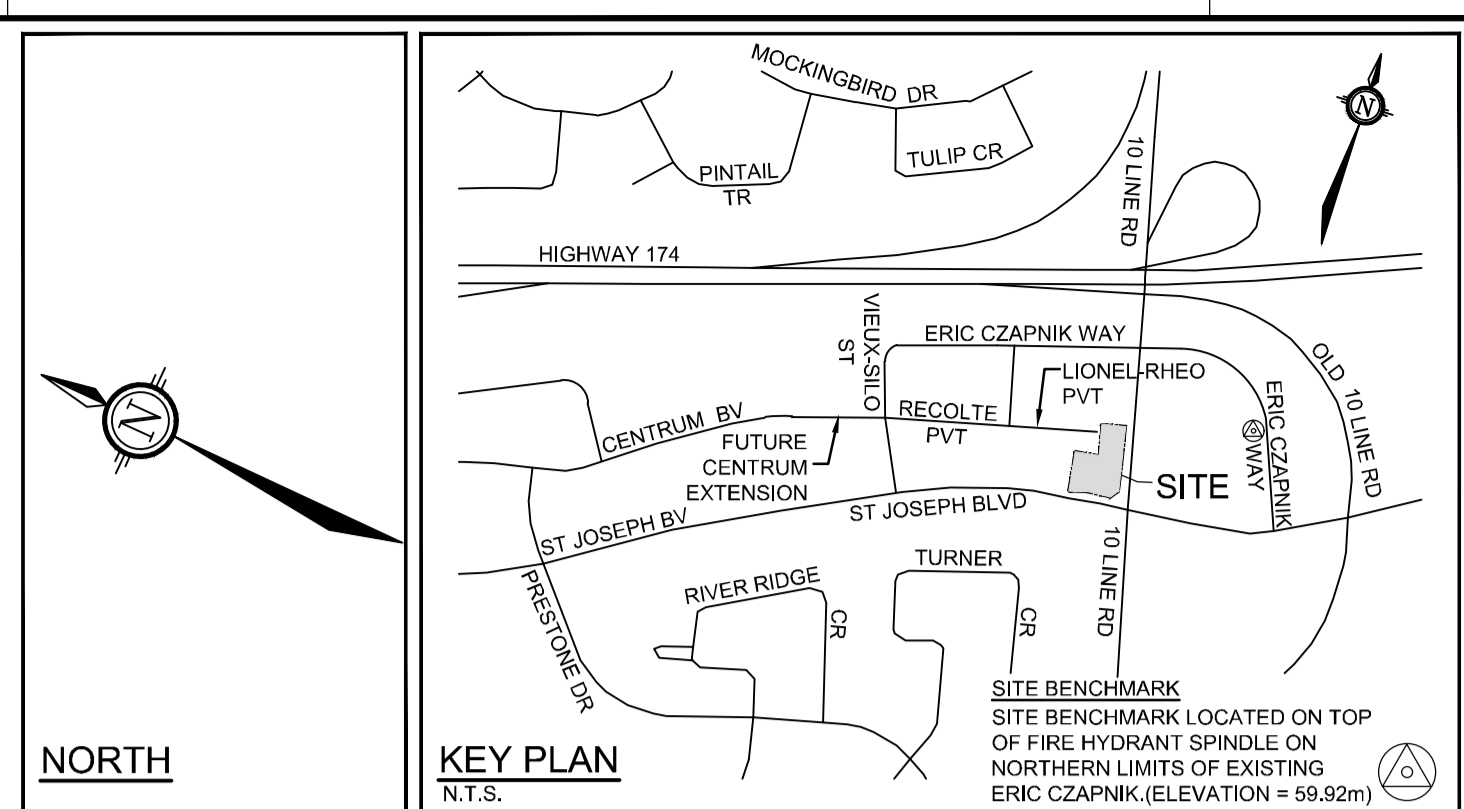 N
NORTH
MOCKINGBIRD DR
N
10 LINE RD
TULIP CR
PINTAIL
TR
HIGHWAY 174
VIEUX-SILO
ST
ERIC CZAPNIK WAY
LIONEL-RHEO
PVT
OLD 10 LINE RD
ERIC CZAPNIK
WAY
RECOLTE
PVT
CENTRUM BV
FUTURE
CENTRUM
EXTENSION
SITE
ST JOSEPH BLVD
ST JOSEPH BV
10 LINE RD
TURNER
CR
RIVER RIDGE
CR
PRESTONE DR
SITE BENCHMARK
SITE BENCHMARK LOCATED ON TOP
OF FIRE HYDRANT SPINDLE ON
NORTHERN LIMITS OF EXISTING
ERIC CZAPNIK.(ELEVATION = 59.92m)
KEY PLAN
N.T.S.